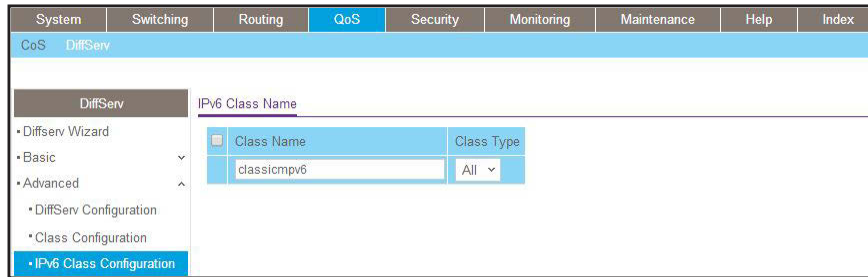 System Switching Routing QoS Security Monitoring Maintenance Help Index
CoS DiffServ
DiffServ
IPv6 Class Name
Diffserv Wizard
Class Name Class Type
Basic
classicmpv6 All
Advanced
DiffServ Configuration
Class Configuration
IPv6 Class Configuration